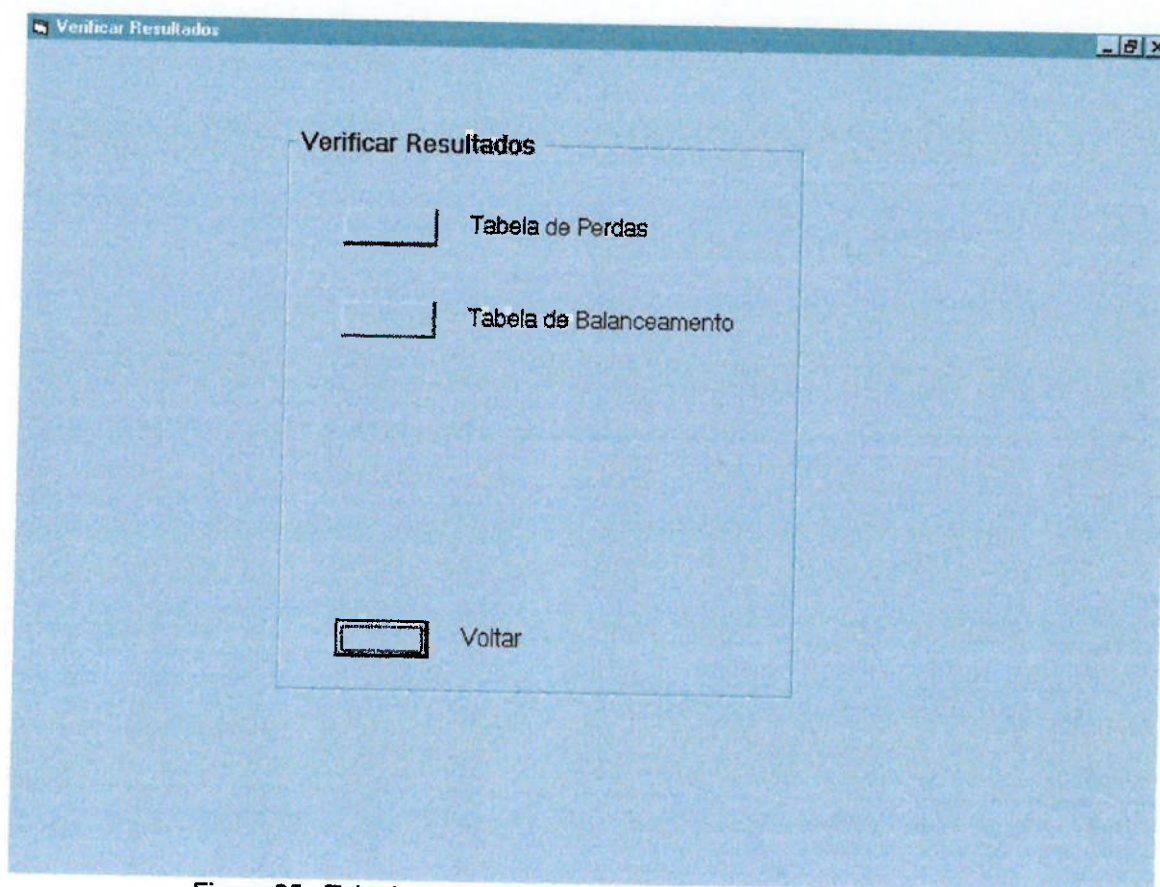 Verificar Resultados
Verificar Resultados
Tabela de Perdas
Tabela de Balanceamento
Voltar